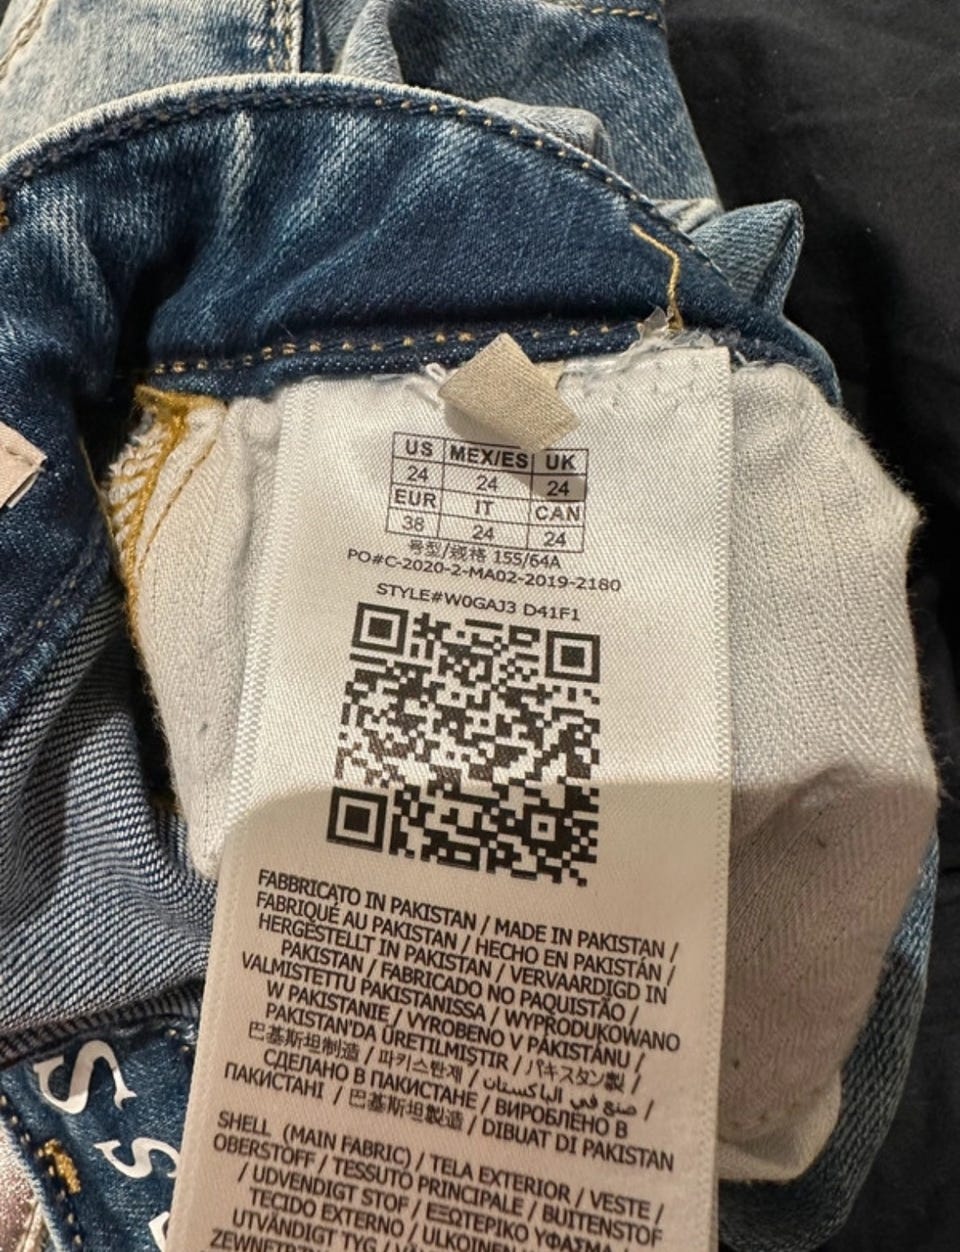 US MEX/ES UK
24 24 24
EUR IT CAN
38 24 24
号型/规格 155/64A
PO#C-2020-2-MA02-2019-2180
STYLE#W0GAJ3 D41F1
FABBRICATO IN PAKISTAN / MADE IN PAKISTAN /
FABRIQUÉ AU PAKISTAN / HECHO EN PAKISTÁN /
HERGESTELLT IN PAKISTAN / VERVAARDIGD IN
PAKISTAN / FABRICADO NO PAQUISTÃO /
VALMISTETTU PAKISTANISSA / WYPRODUKOWANO
W PAKISTANIE / VYROBENO V PÁKISTÁNU /
PAKISTAN'DA ÜRETILMIŞTIR / パキスタン製 /
巴基斯坦制造 / 파키스탄제 / صنع في الباكستان /
СДЕЛАНО В ПАКИСТАНЕ / ВИРОБЛЕНО В
ПАКИСТАНІ / 巴基斯坦製造 / DIBUAT DI PAKISTAN
SHELL (MAIN FABRIC) / TELA EXTERIOR / VESTE /
OBERSTOFF / TESSUTO PRINCIPALE / BUITENSTOF
/ UDVENDIGT STOF / ΕΞΩΤΕΡΙΚΟ ΥΦΑΣΜΑ /
TECIDO EXTERNO / ULKOINEN
UTVÄNDIGT TYG /
S S